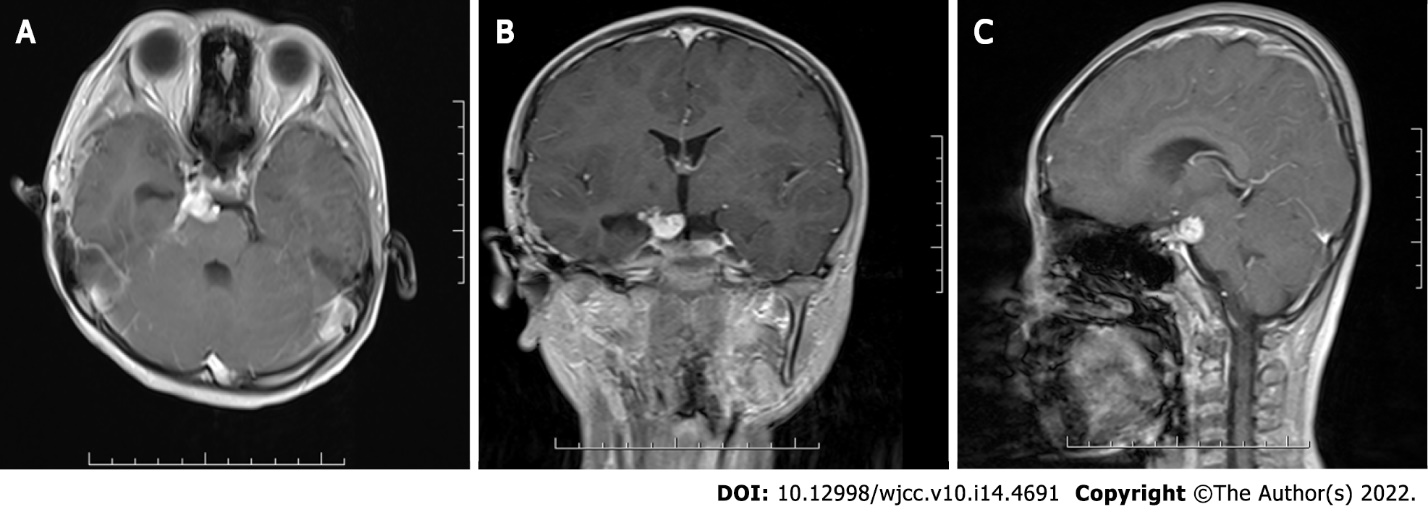 A
B
C
DOI: 10.12998/wjcc.v10.i14.4691 Copyright ©The Author(s) 2022.